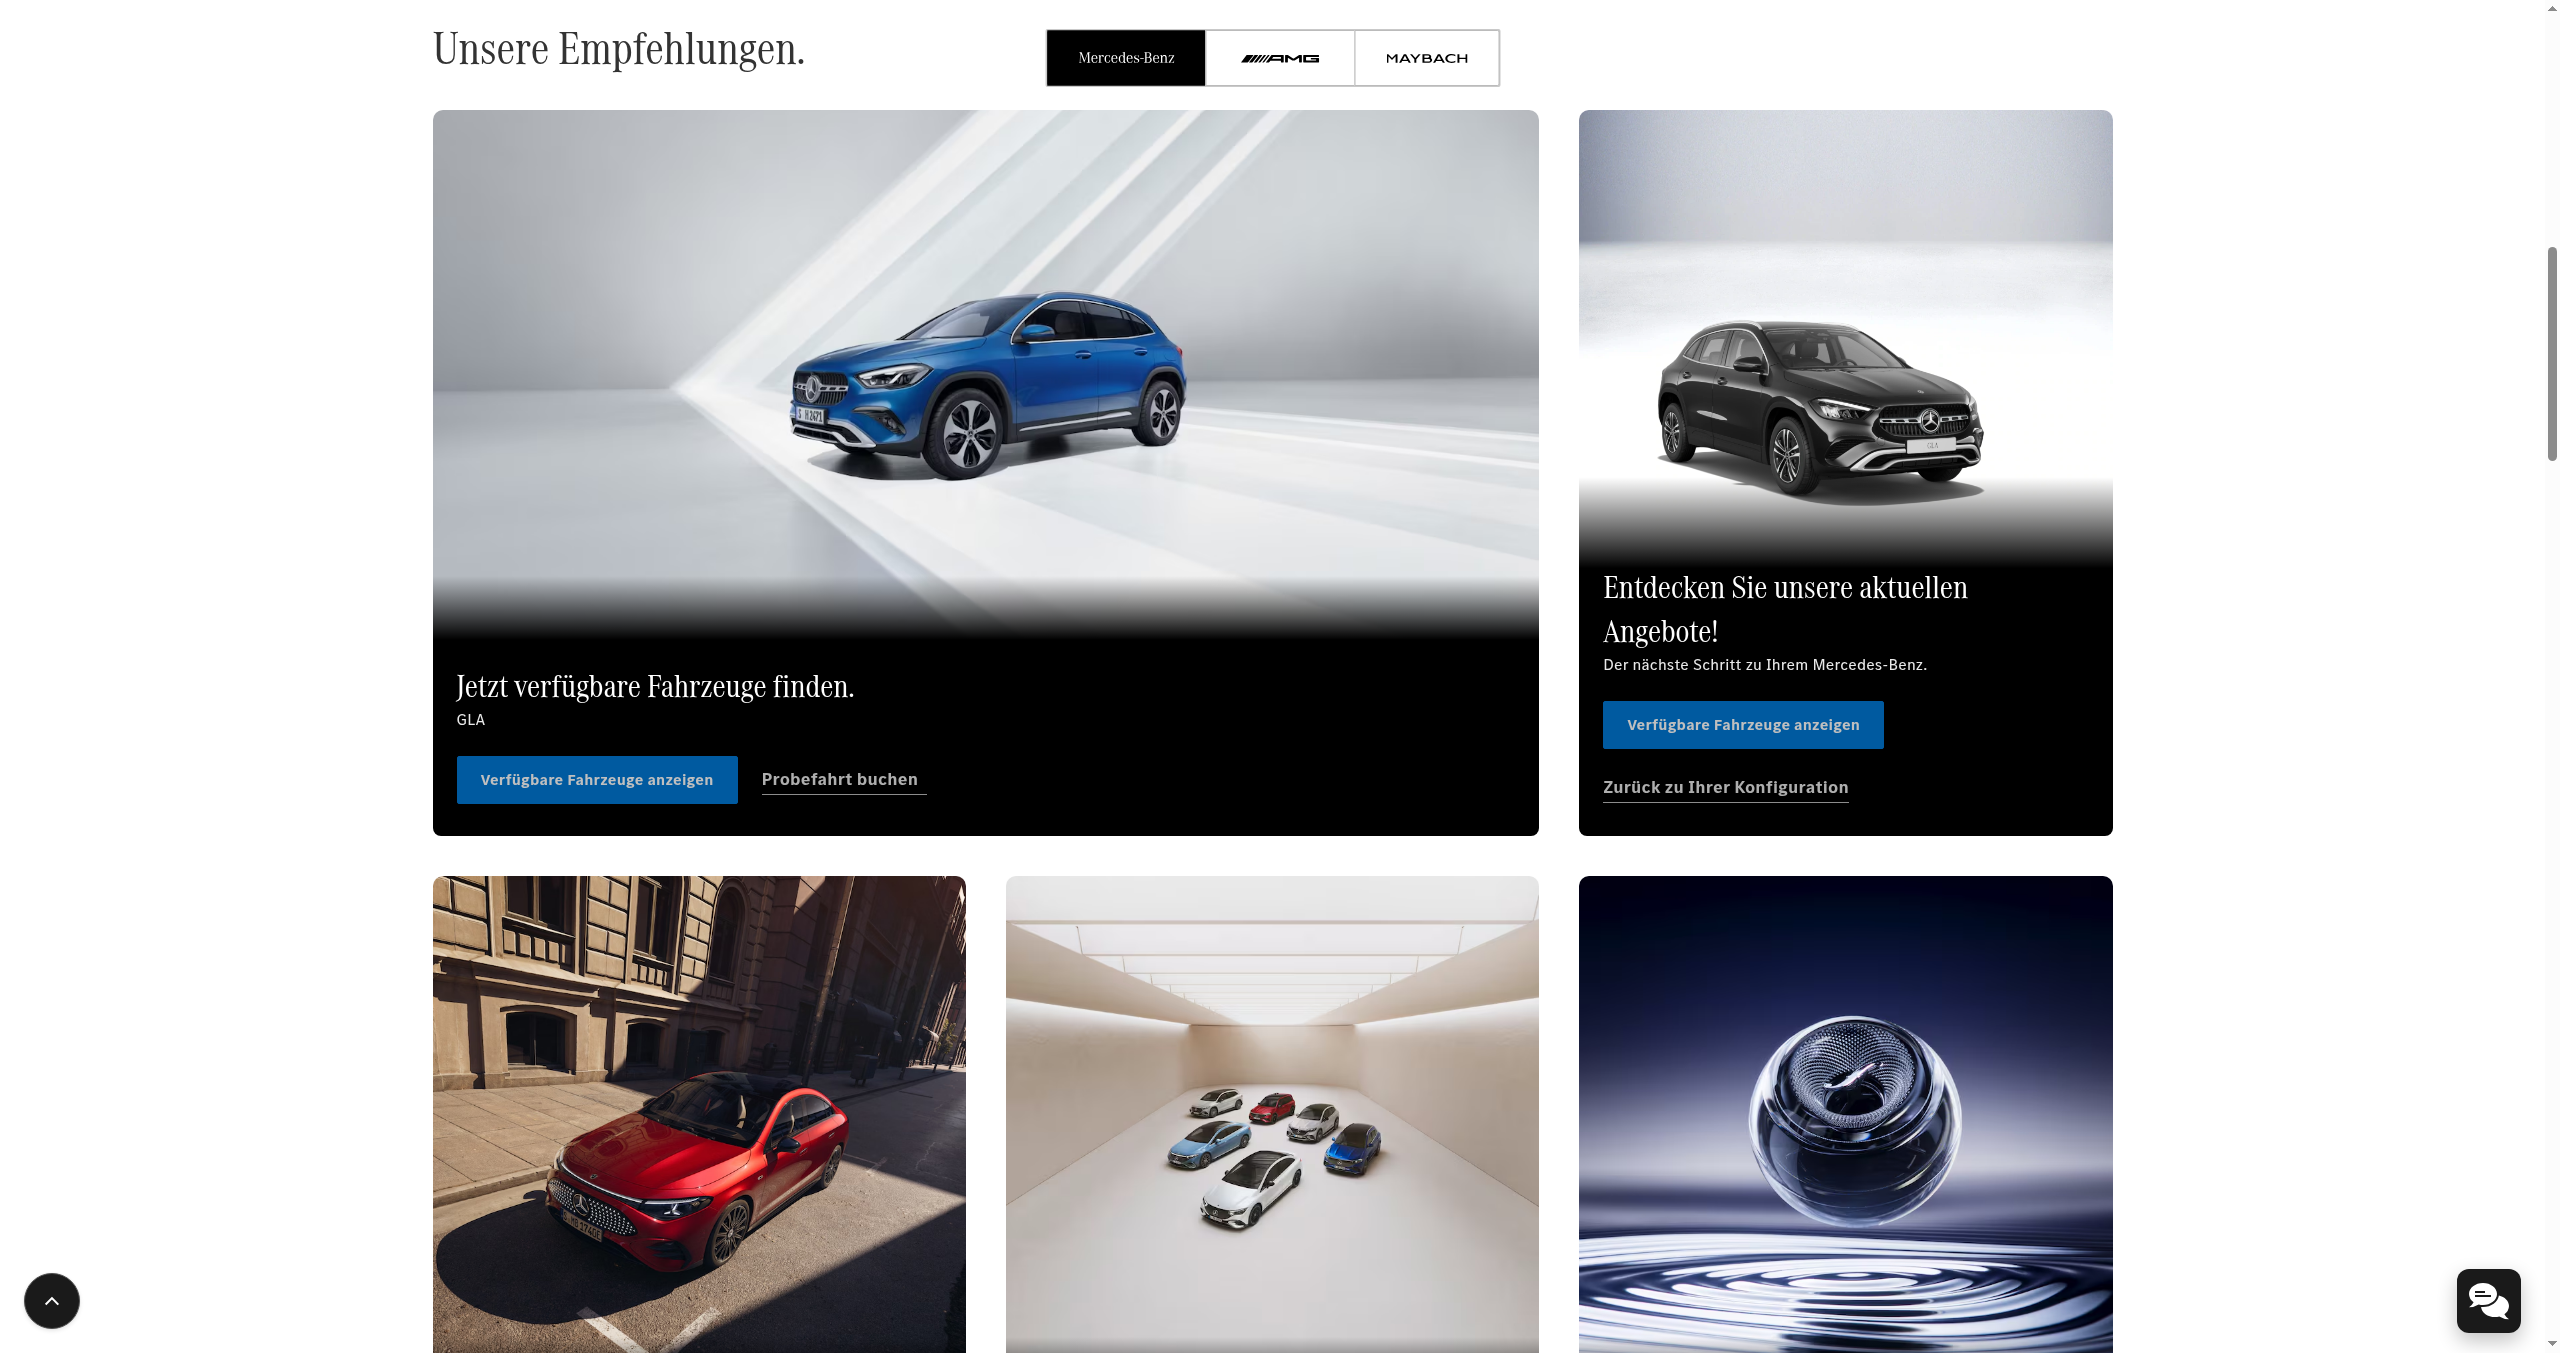 Unsere Empfehlungen.
Mercedes-Benz
AMG
MAYBACH
Jetzt verfügbare Fahrzeuge finden.
GLA
Verfügbare Fahrzeuge anzeigen
Probefahrt buchen
GLA
Entdecken Sie unsere aktuellen
Angebote!
Der nächste Schritt zu Ihrem Mercedes-Benz.
Verfügbare Fahrzeuge anzeigen
Zurück zu Ihrer Konfiguration